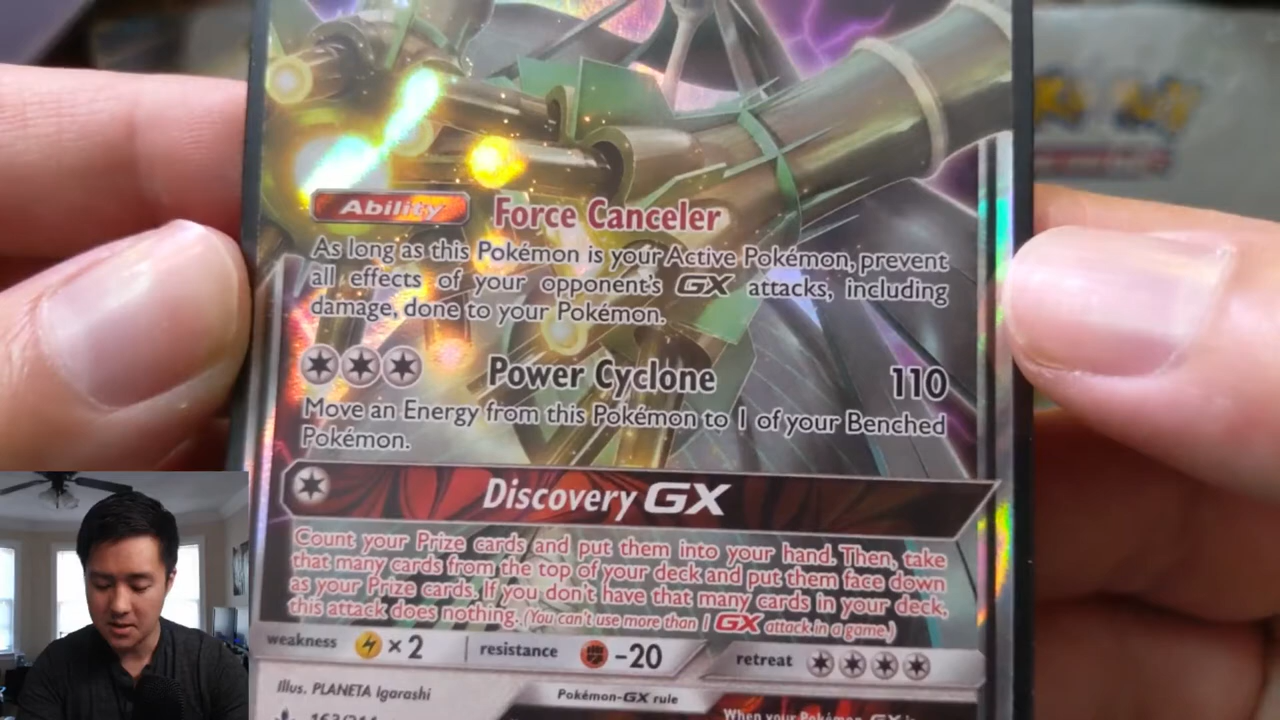 Ability Force Canceler
As long as this Pokémon is your Active Pokémon, prevent
all effects of your opponent's GX attacks, including
damage, done to your Pokémon.
Power Cyclone 110
Move an Energy from this Pokémon to 1 of your Benched
Pokémon.
Discovery GX
Count your Prize cards and put them into your hand. Then, take
that many cards from the top of your deck and put them face down
as your Prize cards. If you don't have that many cards in your deck,
this attack does nothing. (You can't use more than 1 GX attack in a game.)
weakness ×2 resistance -20 retreat
Illus. PLANETA Igarashi
Pokémon-GX rule
When your Pokémon-GX is